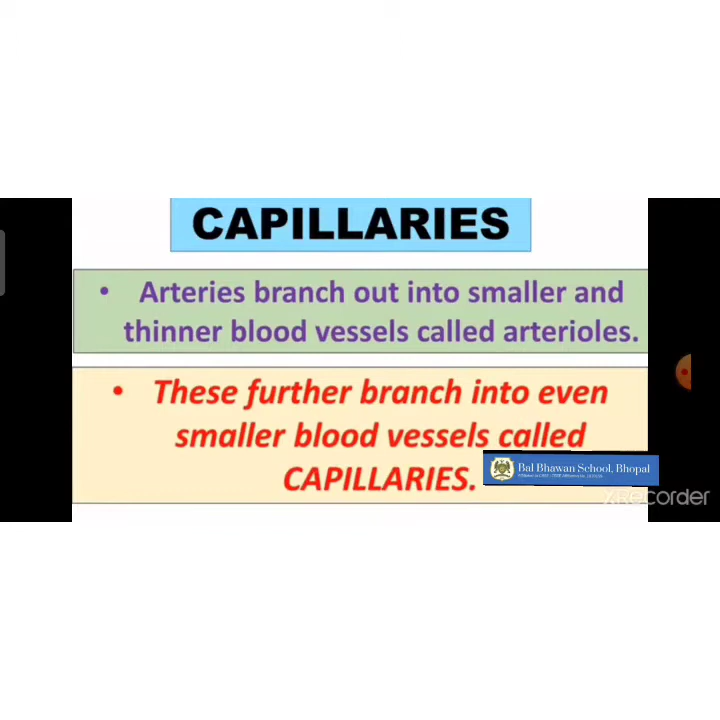 CAPILLARIES
• Arteries branch out into smaller and
thinner blood vessels called arterioles.
• These further branch into even
smaller blood vessels called
CAPILLARIES.
Bal Bhawan School, Bhopal
XRecorder